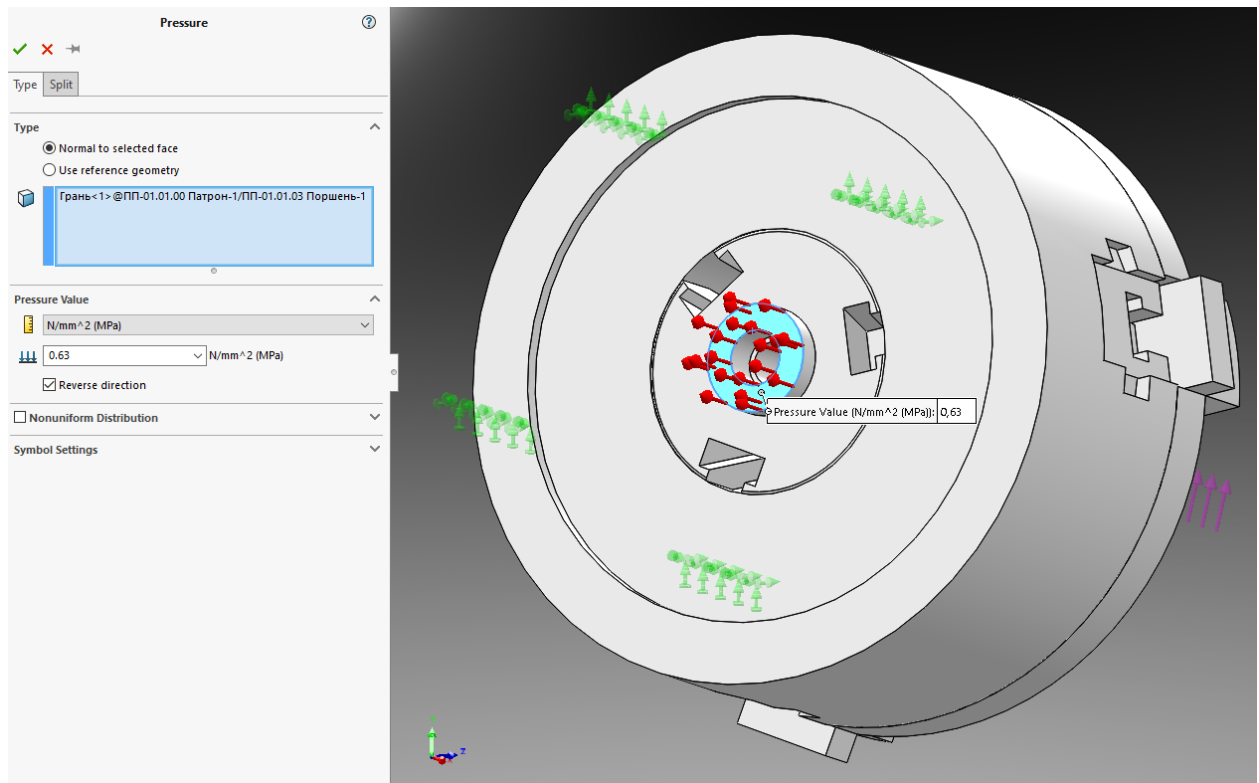 Pressure
Type
Split
Type
Normal to selected face
Use reference geometry
Грань<1>@ПП-01.01.00 Патрон-1/ПП-01.01.03 Поршень-1
Pressure Value
N/mm^2 (MPa)
0.63
N/mm^2 (MPa)
Reverse direction
Nonuniform Distribution
Symbol Settings
Pressure Value (N/mm^2 (MPa)): 0,63
Z